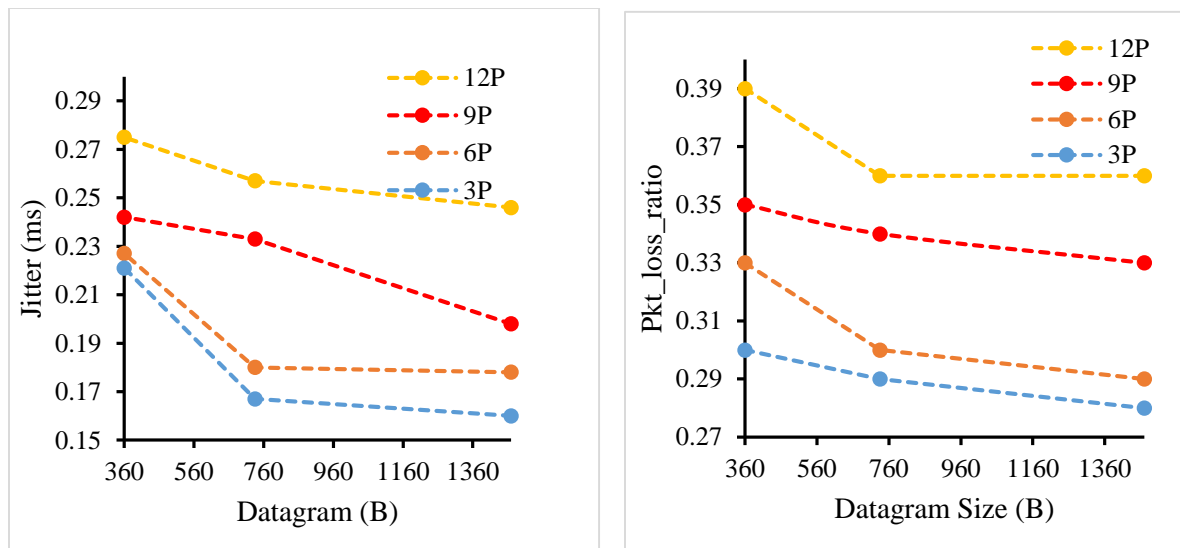 12P
9P
6P
3P
0.29
0.27
0.25
0.23
0.21
0.19
0.17
0.15
Jitter (ms)
360 560 760 960 1160 1360
Datagram (B)
12P
9P
6P
3P
0.39
0.37
0.35
0.33
0.31
0.29
0.27
Pkt_loss_ratio
360 560 760 960 1160 1360
Datagram Size (B)